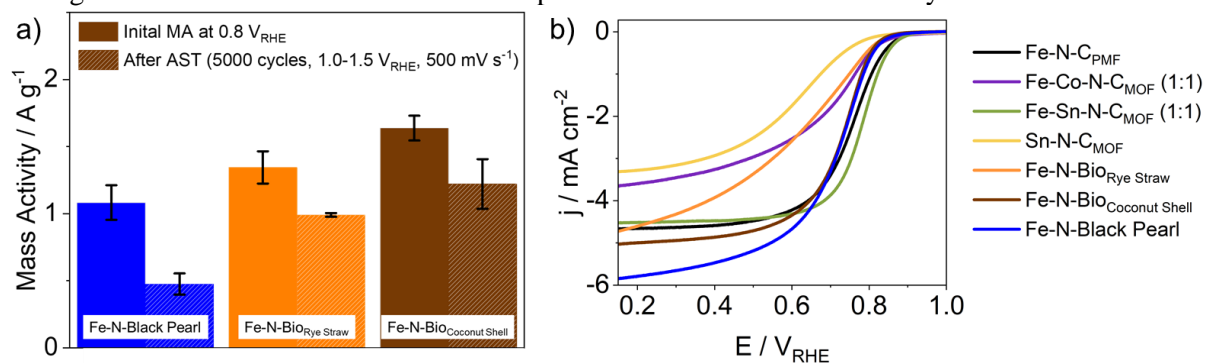 a)
Inital MA at 0.8 V_RHE
After AST (5000 cycles, 1.0-1.5 V_RHE, 500 mV s⁻¹)
Mass Activity / A g⁻¹
2
1
0
Fe-N-Black Pearl
Fe-N-Bio_Rye Straw
Fe-N-Bio_Coconut Shell
b)
j / mA cm⁻²
0
-2
-4
-6
0.2 0.4 0.6 0.8 1.0
E / V_RHE
Fe-N-C_PMF
Fe-Co-N-C_MOF (1:1)
Fe-Sn-N-C_MOF (1:1)
Sn-N-C_MOF
Fe-N-Bio_Rye Straw
Fe-N-Bio_Coconut Shell
Fe-N-Black Pearl